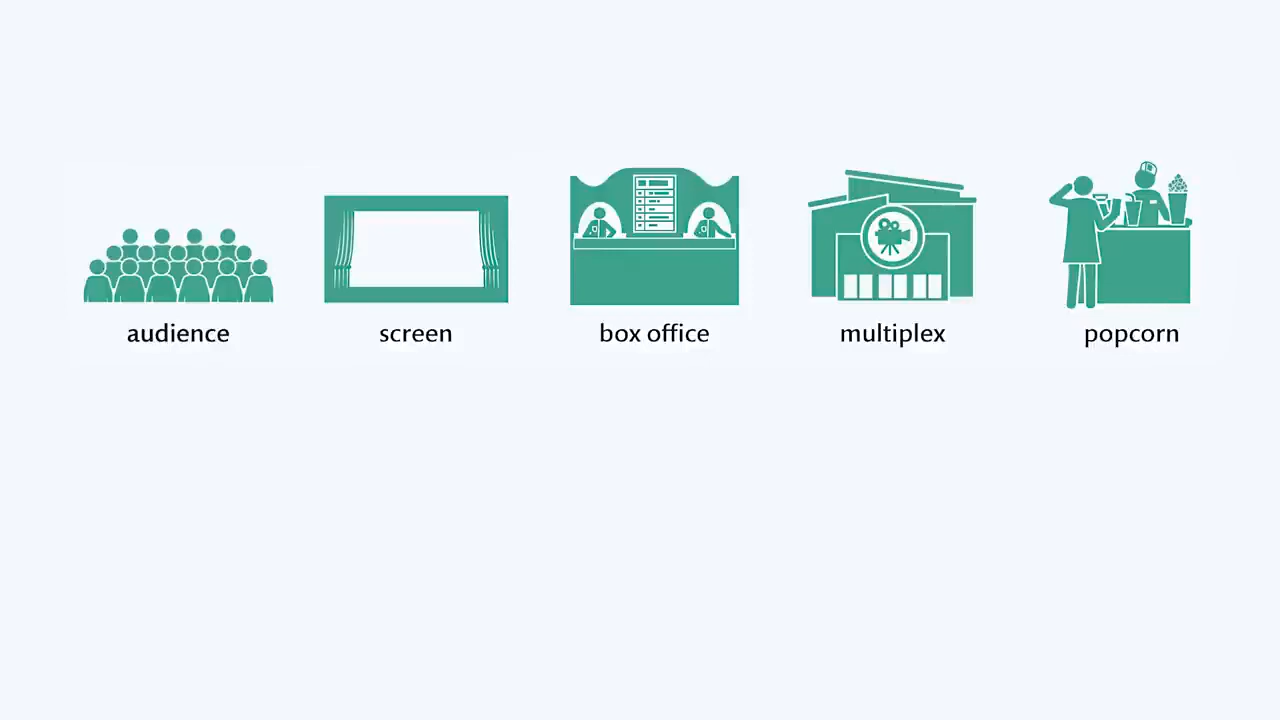 audience
screen
box office
multiplex
popcorn